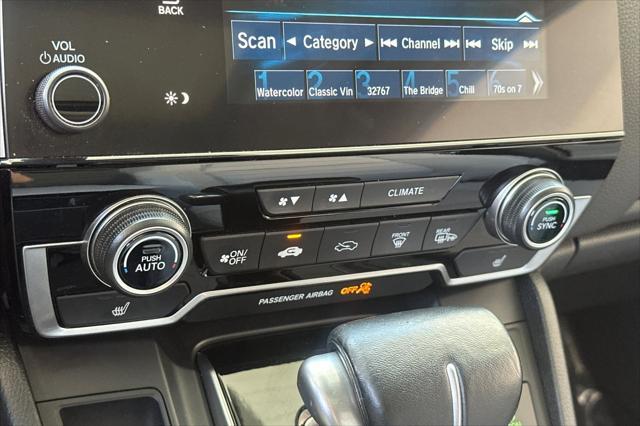 BACK
VOL
AUDIO
Scan Category Channel Skip
1 2 3 4 5 6
Watercolor Classic Vin 32767 The Bridge Chill 70s on 7
CLIMATE
PUSH
AUTO
ON/
OFF
FRONT
REAR
PUSH
SYNC
PASSENGER AIRBAG OFF